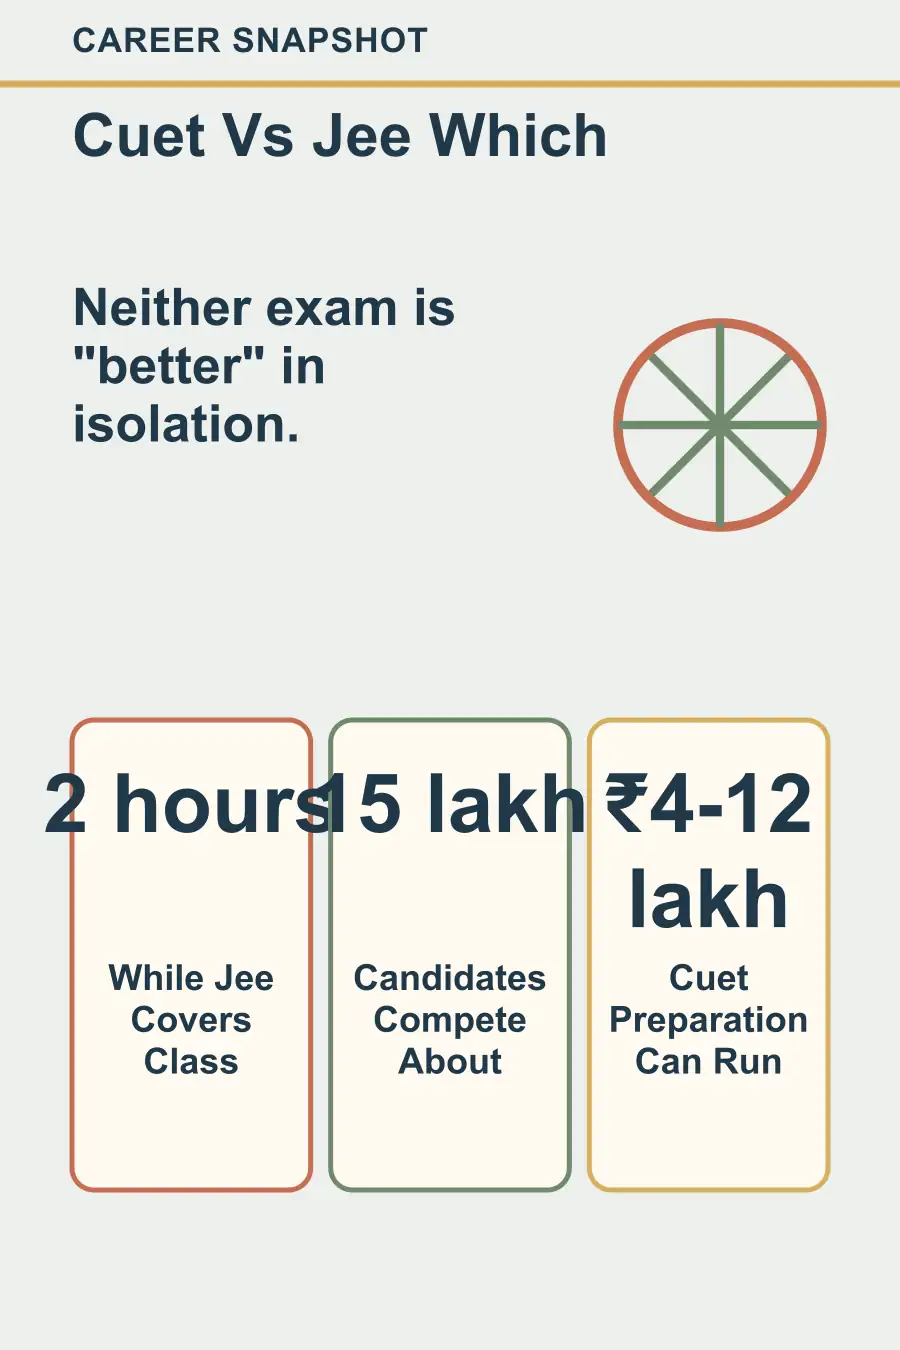 CAREER SNAPSHOT
Cuet Vs Jee Which
Neither exam is
"better" in
isolation.
2 hours
While Jee
Covers
Class
15 lakh
Candidates
Compete
About
₹4-12
lakh
Cuet
Preparation
Can Run